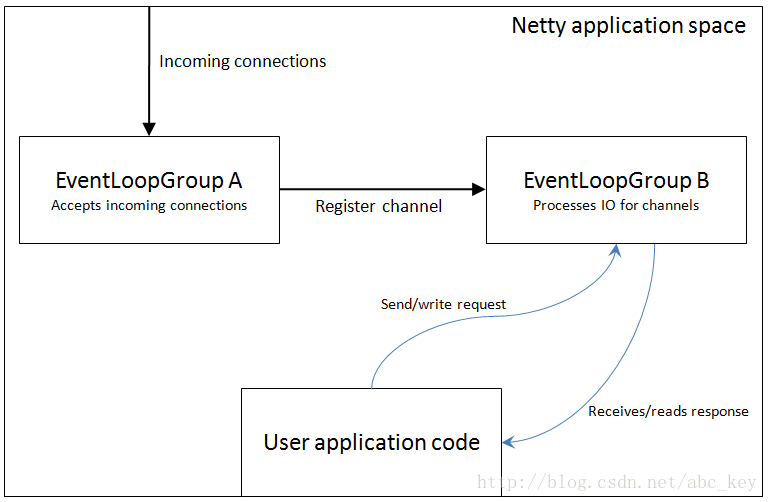 Netty application space
Incoming connections
EventLoopGroup A
Accepts incoming connections
Register channel
EventLoopGroup B
Processes IO for channels
Send/write request
Receives/reads response
User application code
http://blog.csdn.net/abc_key